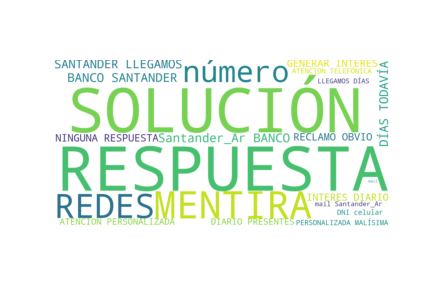 SANTANDER LLEGAMOS
GENERAR INTERES
BANCO SANTANDER
número
ATENCION TELEFONICA
LLEGAMOS DÍAS
DÍAS TODAVÍA
SOLUCIÓN
NINGUNA RESPUESTA
Santander_Ar BANCO
RECLAMO OBVIO
RESPUESTA
REDES
MENTIRA
INTERES DIARIO
mail Santander_Ar
DNI celular
ATENCION PERSONALIZADA
DIARIO PRESENTES
PERSONALIZADA MALÍSIMA